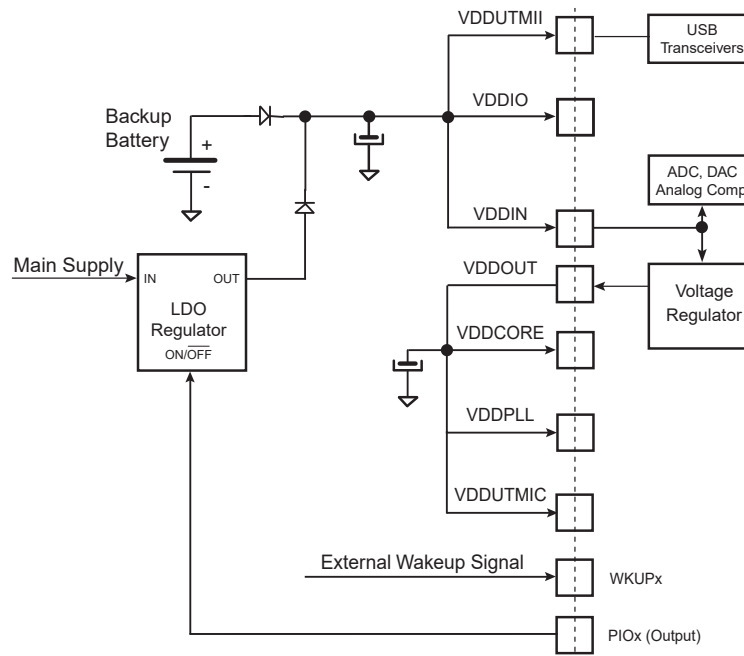 VDDUTMII
USB
Transceivers
Backup
Battery
+
-
VDDIO
ADC, DAC
Analog Comp.
VDDIN
Main Supply
IN
OUT
LDO
Regulator
ON/OFF
VDDOUT
Voltage
Regulator
VDDCORE
VDDPLL
VDDUTMIC
External Wakeup Signal
WKUPx
PIOx (Output)